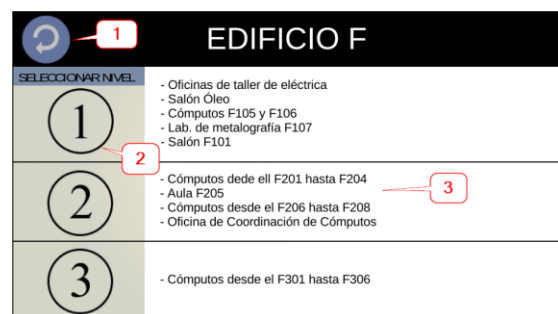 1
EDIFICIO F
SELECCIONAR NIVEL
1
- Oficinas de taller de eléctrica
- Salón Óleo
- Cómputos F105 y F106
- Lab. de metalografía F107
- Salón F101
2
2
- Cómputos dede ell F201 hasta F204
- Aula F205
- Cómputos desde el F206 hasta F208
- Oficina de Coordinación de Cómputos
3
3
- Cómputos desde el F301 hasta F306